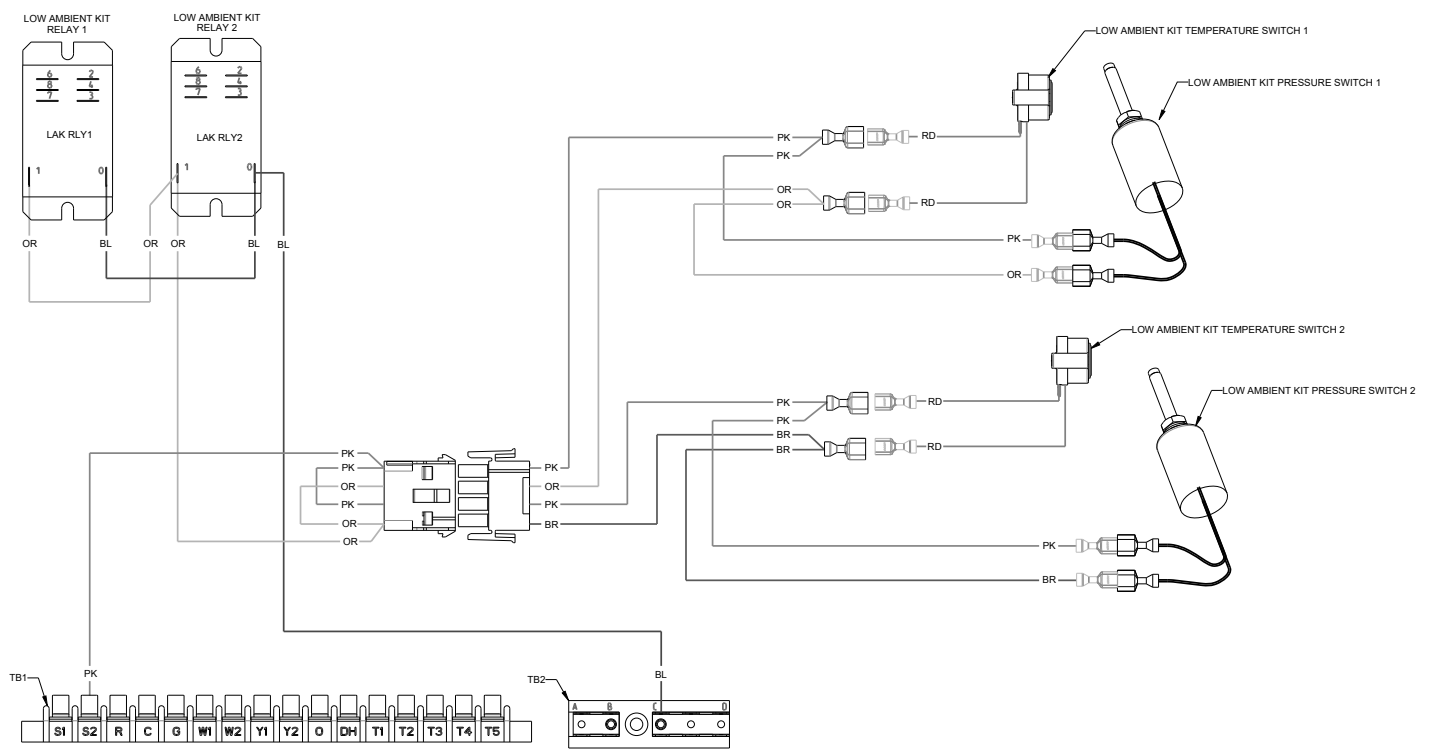 LOW AMBIENT KIT
RELAY 1
LOW AMBIENT KIT
RELAY 2
6 2
8 4
7 3
LAK RLY1
1 0
6 2
8 4
7 3
LAK RLY2
1 0
OR
BL
OR
OR
BL
BL
LOW AMBIENT KIT TEMPERATURE SWITCH 1
LOW AMBIENT KIT PRESSURE SWITCH 1
PK
RD
PK
OR
OR
RD
PK
OR
LOW AMBIENT KIT TEMPERATURE SWITCH 2
LOW AMBIENT KIT PRESSURE SWITCH 2
PK
RD
PK
BR
BR
RD
PK
BR
PK
PK
OR
PK
OR
OR
PK
OR
PK
BR
PK
TB1
S1 S2 R C G W1 W2 Y1 Y2 O DH T1 T2 T3 T4 T5
BL
TB2
A B C D